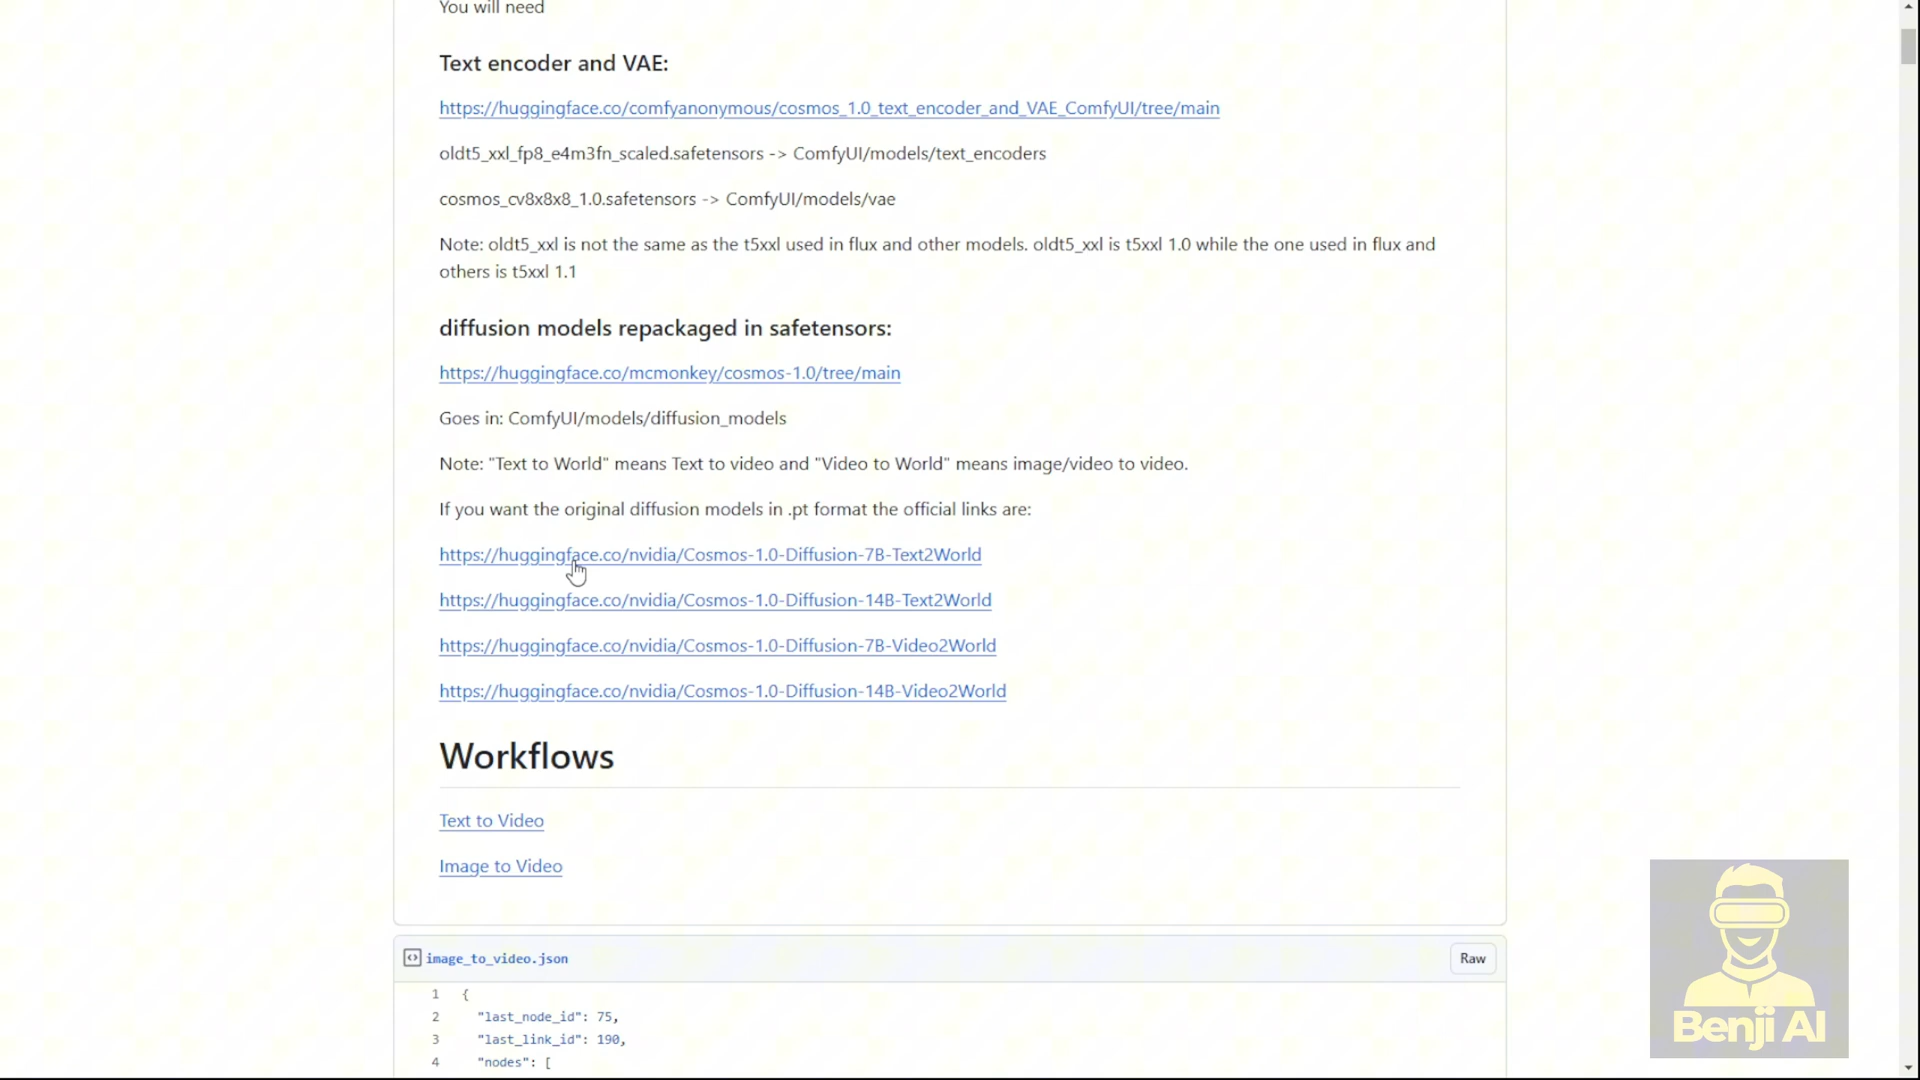 You will need
Text encoder and VAE:
https://huggingface.co/comfyanonymous/cosmos_1.0_text_encoder_and_VAE_ComfyUI/tree/main
oldt5_xxl_fp8_e4m3fn_scaled.safetensors -> ComfyUI/models/text_encoders
cosmos_cv8x8x8_1.0.safetensors -> ComfyUI/models/vae
Note: oldt5_xxl is not the same as the t5xxl used in flux and other models. oldt5_xxl is t5xxl 1.0 while the one used in flux and
others is t5xxl 1.1
diffusion models repackaged in safetensors:
https://huggingface.co/mcmonkey/cosmos-1.0/tree/main
Goes in: ComfyUI/models/diffusion_models
Note: "Text to World" means Text to video and "Video to World" means image/video to video.
If you want the original diffusion models in .pt format the official links are:
https://huggingface.co/nvidia/Cosmos-1.0-Diffusion-7B-Text2World
https://huggingface.co/nvidia/Cosmos-1.0-Diffusion-14B-Text2World
https://huggingface.co/nvidia/Cosmos-1.0-Diffusion-7B-Video2World
https://huggingface.co/nvidia/Cosmos-1.0-Diffusion-14B-Video2World
Workflows
Text to Video
Image to Video
image_to_video.json
Raw
1 {
2 "last_node_id": 75,
3 "last_link_id": 190,
4 "nodes": [
Benji AI